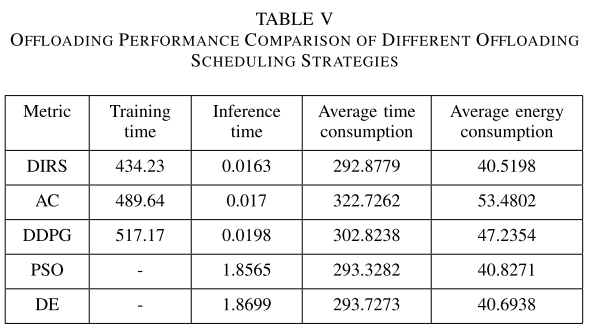 TABLE V
OFFLOADING PERFORMANCE COMPARISON OF DIFFERENT OFFLOADING
SCHEDULING STRATEGIES
Metric Training time Inference time Average time consumption Average energy consumption
DIRS 434.23 0.0163 292.8779 40.5198
AC 489.64 0.017 322.7262 53.4802
DDPG 517.17 0.0198 302.8238 47.2354
PSO - 1.8565 293.3282 40.8271
DE - 1.8699 293.7273 40.6938